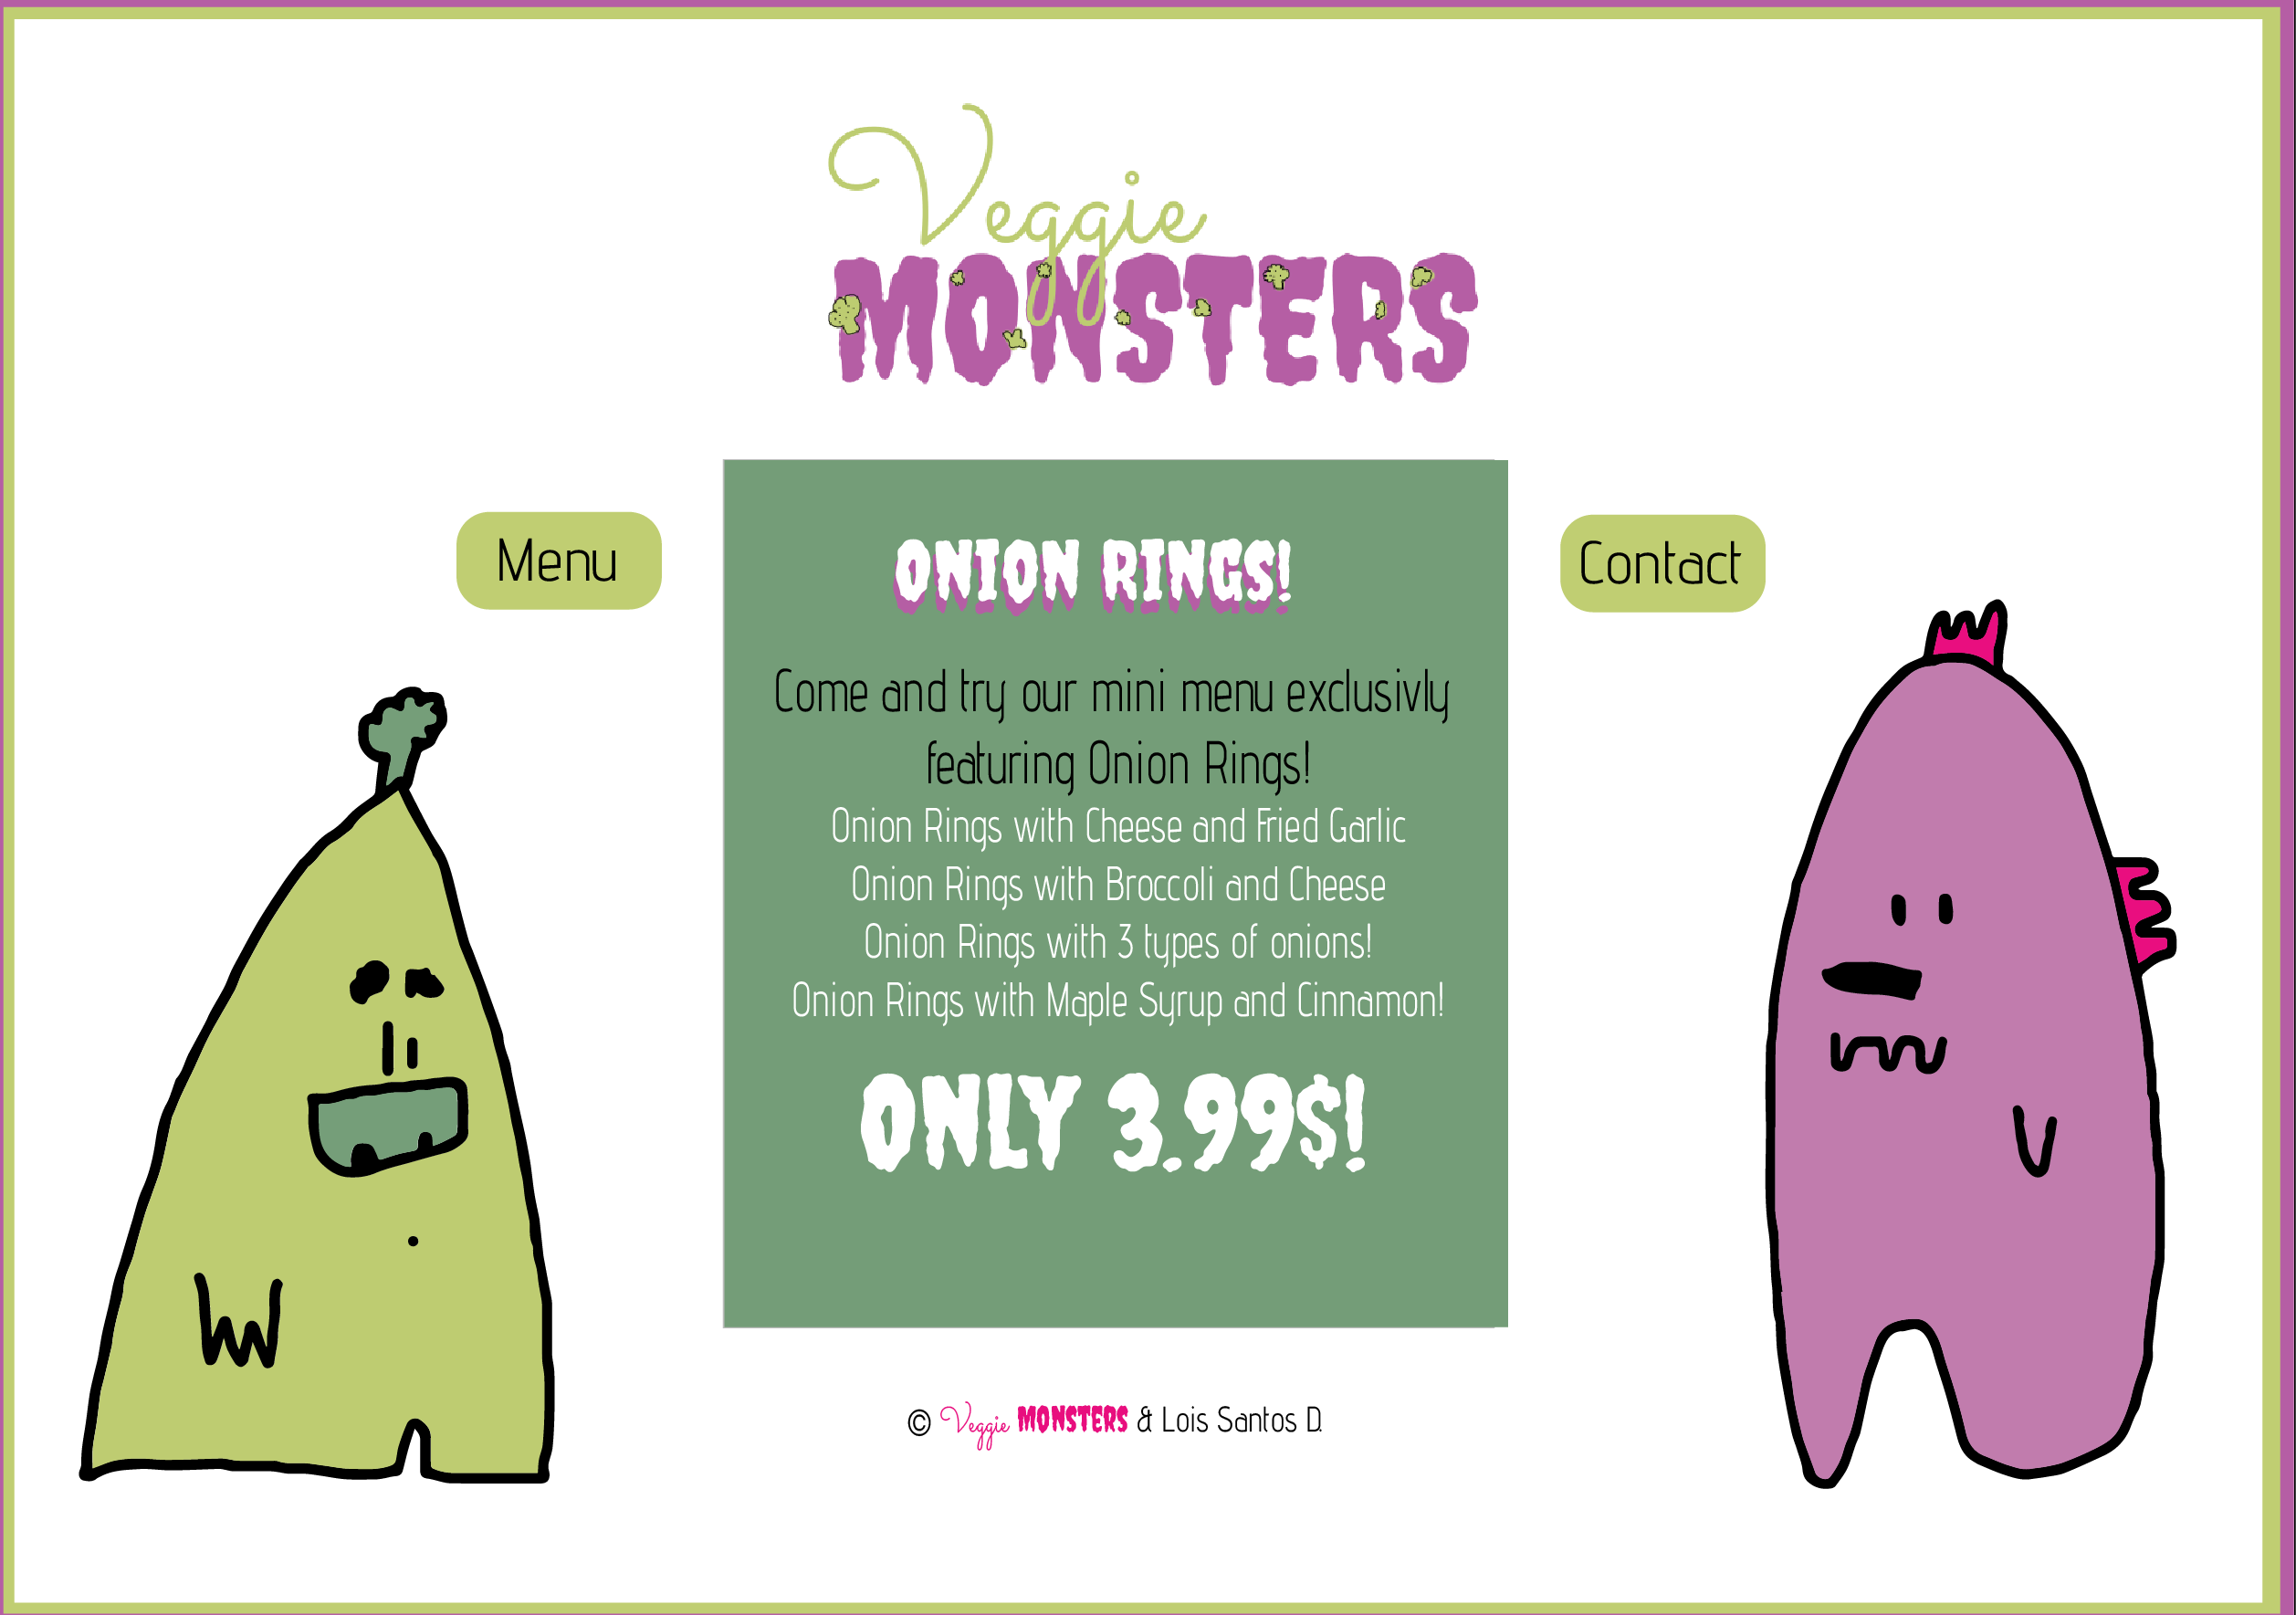 Veggie
MONSTERS
Menu
Contact
ONION RINGS!
Come and try our mini menu exclusivly
featuring Onion Rings!
Onion Rings with Cheese and Fried Garlic
Onion Rings with Broccoli and Cheese
Onion Rings with 3 types of onions!
Onion Rings with Maple Syrup and Cinnamon!
ONLY 3.99$!
© Veggie MONSTERS & Lois Santos D.